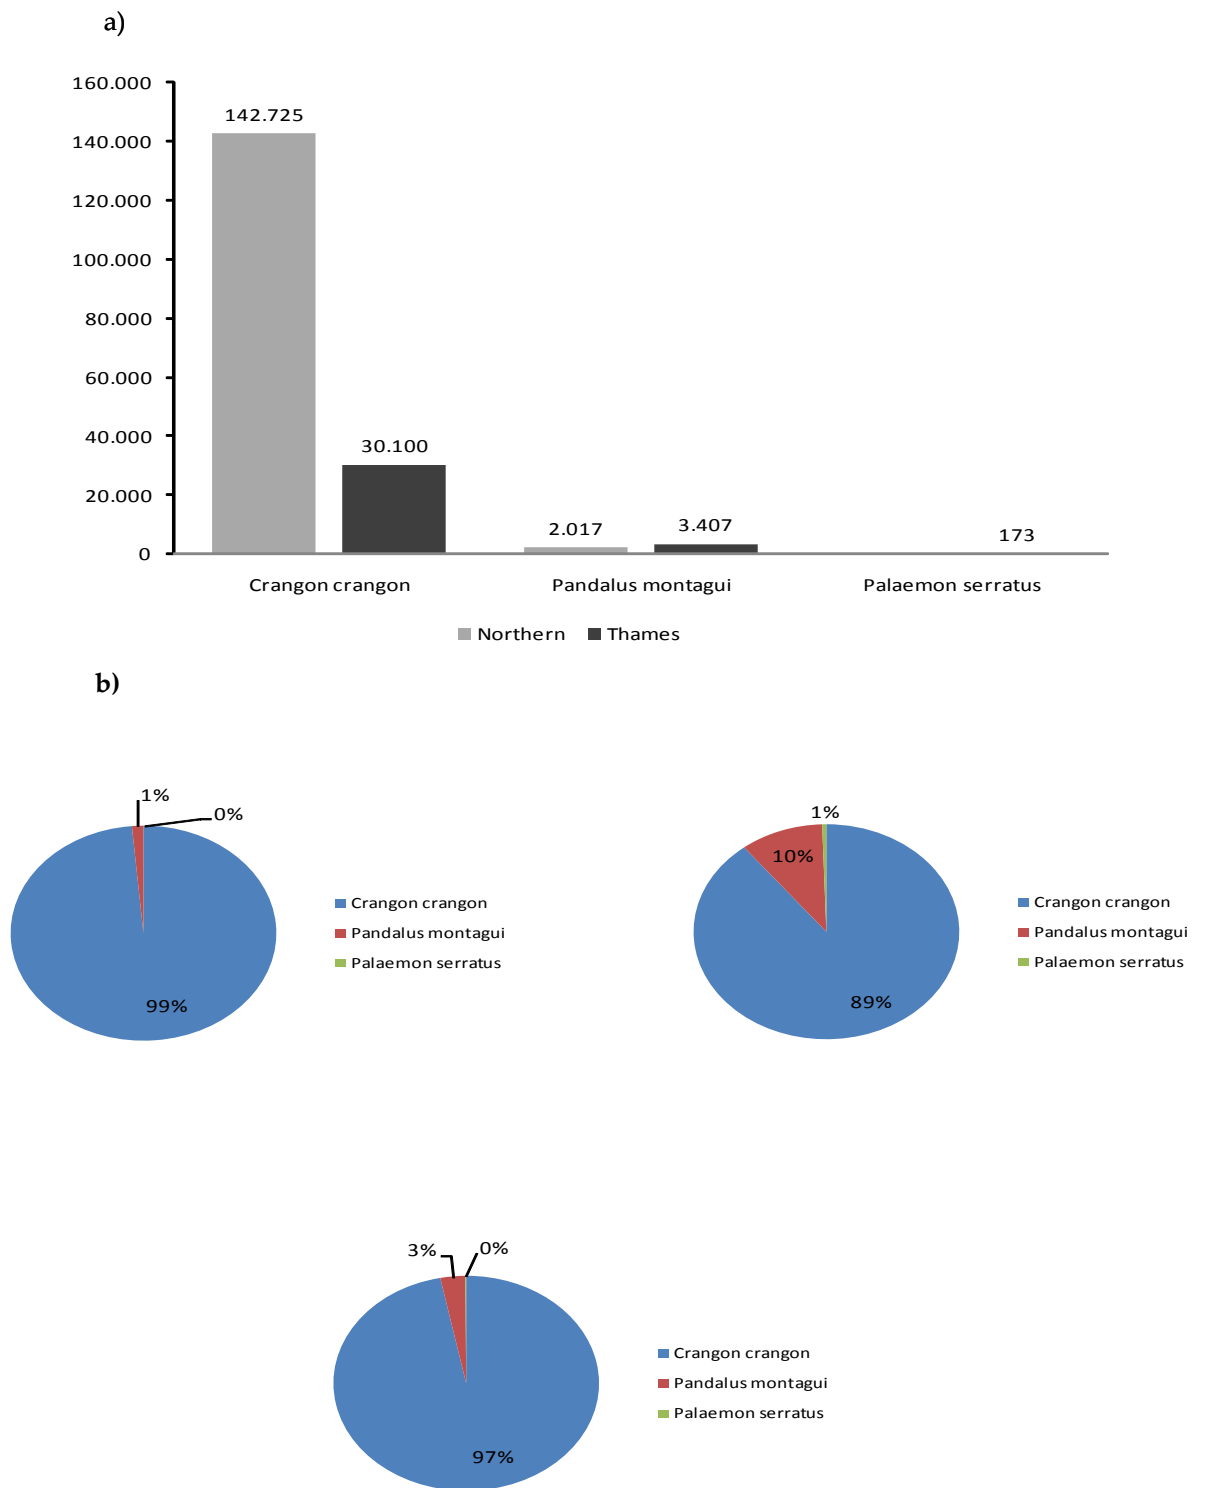 a)
160.000
142.725
140.000
120.000
100.000
80.000
60.000
40.000
30.100
20.000
2.017
3.407
173
0
Crangon crangon
Pandalus montagui
Palaemon serratus
Northern
Thames
b)
1%
0%
99%
Crangon crangon
Pandalus montagui
Palaemon serratus
1%
10%
89%
Crangon crangon
Pandalus montagui
Palaemon serratus
3%
0%
97%
Crangon crangon
Pandalus montagui
Palaemon serratus